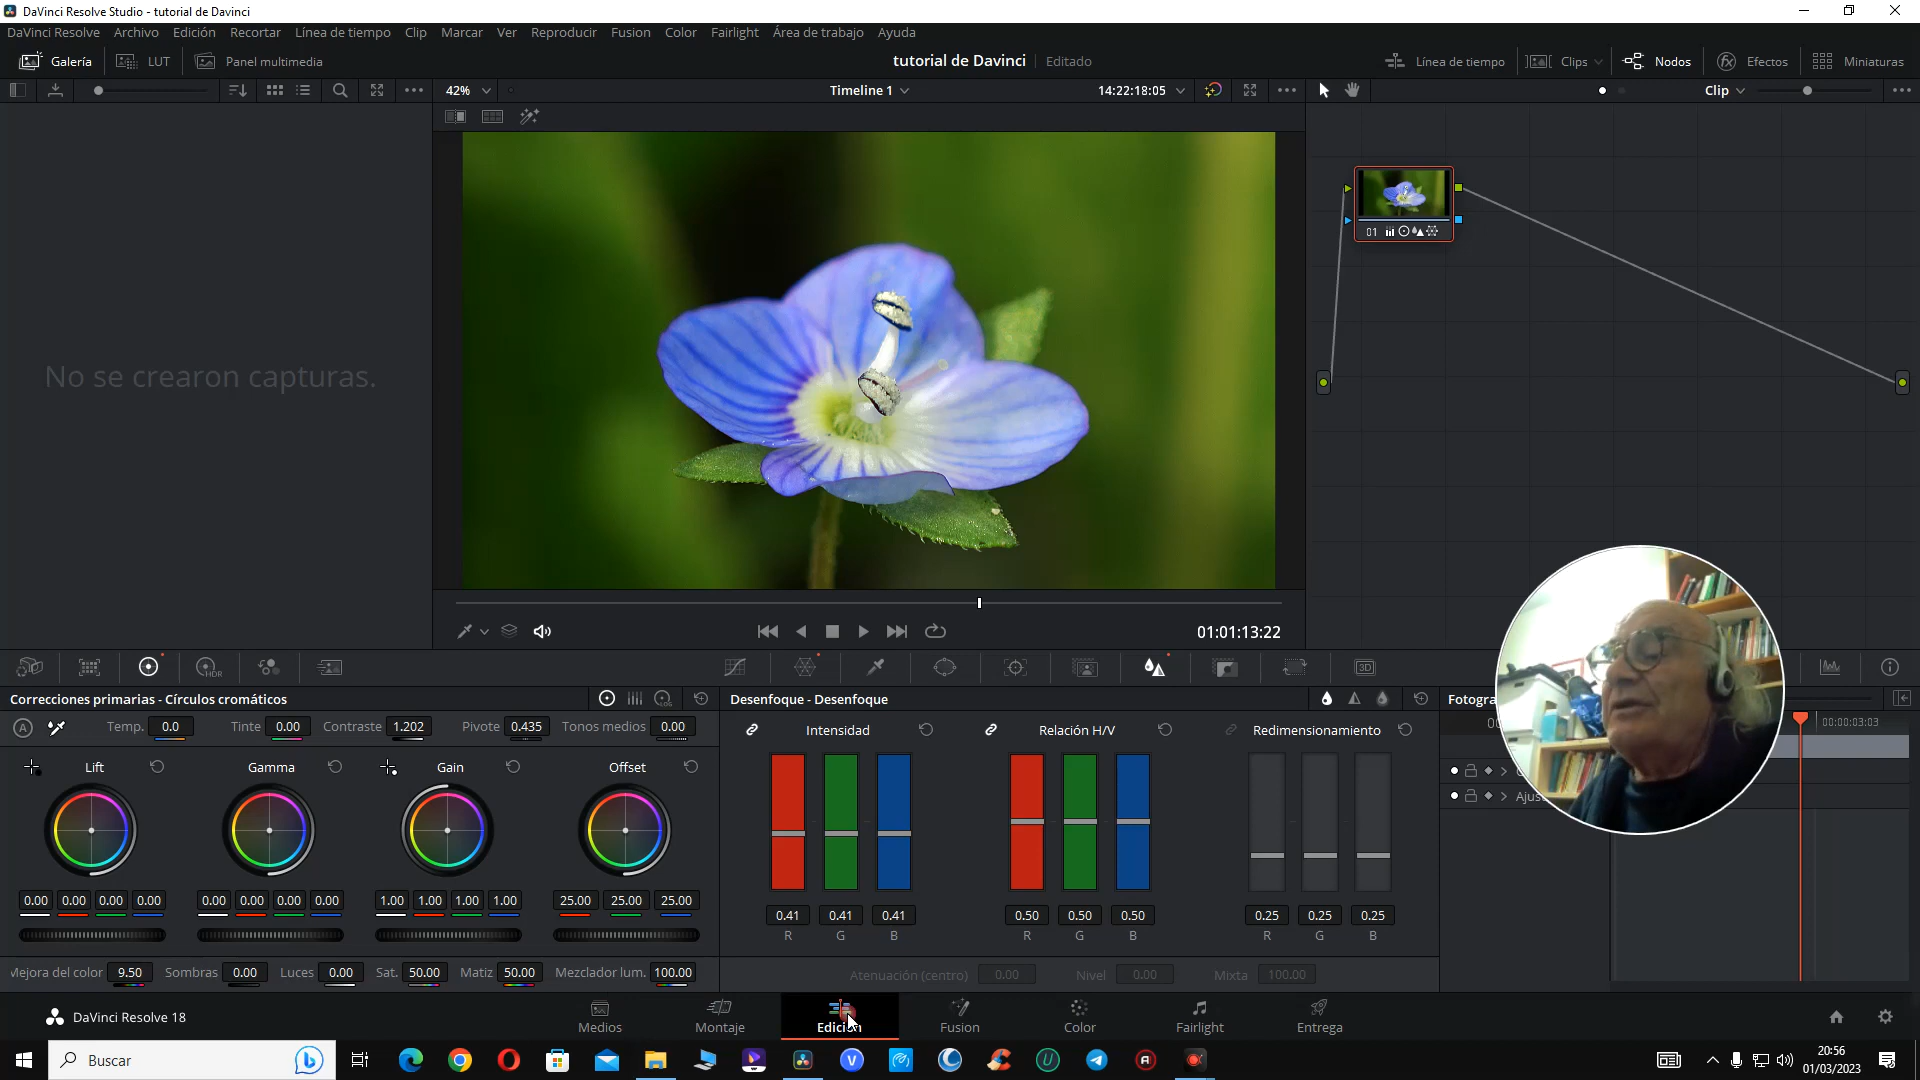 DaVinci Resolve Studio - tutorial de Davinci
DaVinci Resolve Archivo Edición Recortar Línea de tiempo Clip Marcar Ver Reproducir Fusion Color Fairlight Área de trabajo Ayuda
Galería LUT Panel multimedia tutorial de Davinci Editado Línea de tiempo Clips Nodos Efectos Miniaturas
42% Timeline 1 14:22:18:05 Clip
No se crearon capturas.
01
01:01:13:22
Correcciones primarias - Círculos cromáticos Desenfoque - Desenfoque
Temp. 0.0 Tinte 0.00 Contraste 1.202 Pivote 0.435 Tonos medios 0.00 Intensidad Relación H/V Redimensionamiento 00:00:03:03
Lift Gamma Gain Offset
0.00 0.00 0.00 0.00 0.00 0.00 0.00 0.00 1.00 1.00 1.00 1.00 25.00 25.00 25.00
0.41 0.41 0.41 0.50 0.50 0.50 0.25 0.25 0.25
R G B R G B R G B
Mejora del color 9.50 Sombras 0.00 Luces 0.00 Sat. 50.00 Matiz 50.00 Mezclador lum. 100.00 Atenuación (centro) 0.00 Nivel 0.00 Mixta 100.00
DaVinci Resolve 18 Medios Montaje Edición Fusion Color Fairlight Entrega
Buscar
20:56
01/03/2023